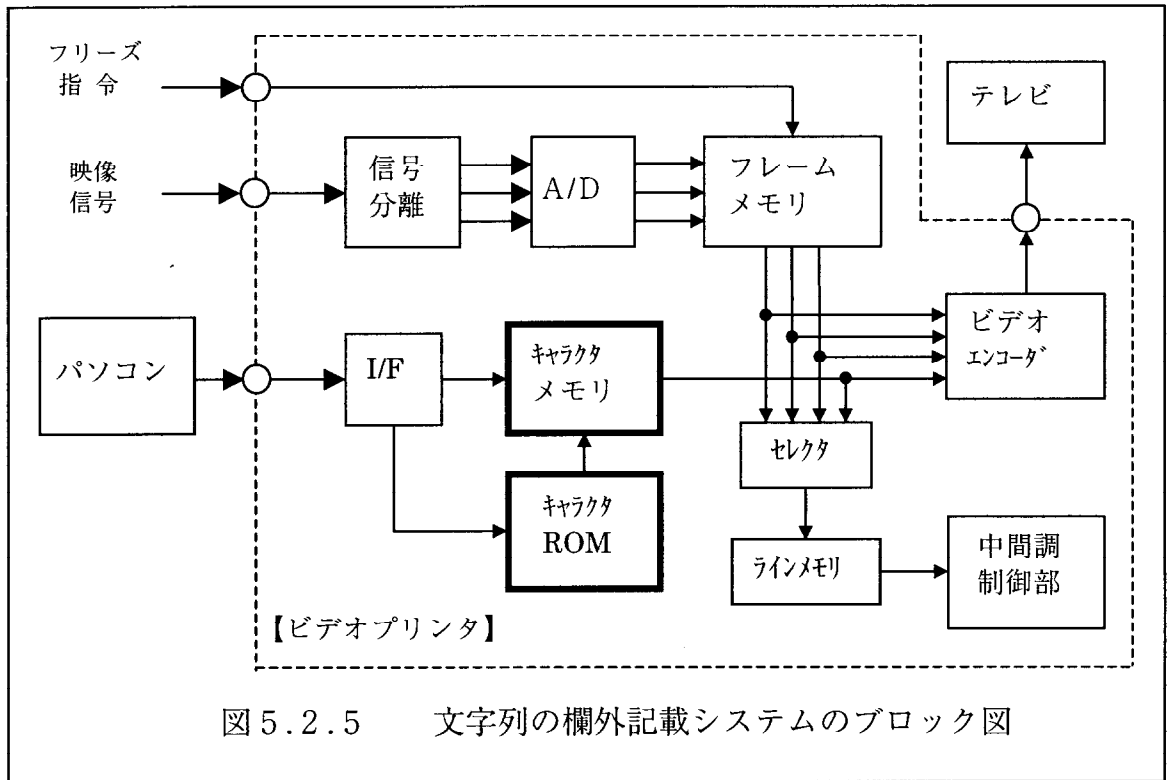 フリーズ
指令
映像
信号
信号
分離
A/D
フレーム
メモリ
テレビ
パソコン
I/F
キャラクタ
メモリ
キャラクタ
ROM
ビデオ
エンコーダ
セレクタ
ラインメモリ
中間調
制御部
【ビデオプリンタ】
図5.2.5 文字列の欄外記載システムのブロック図